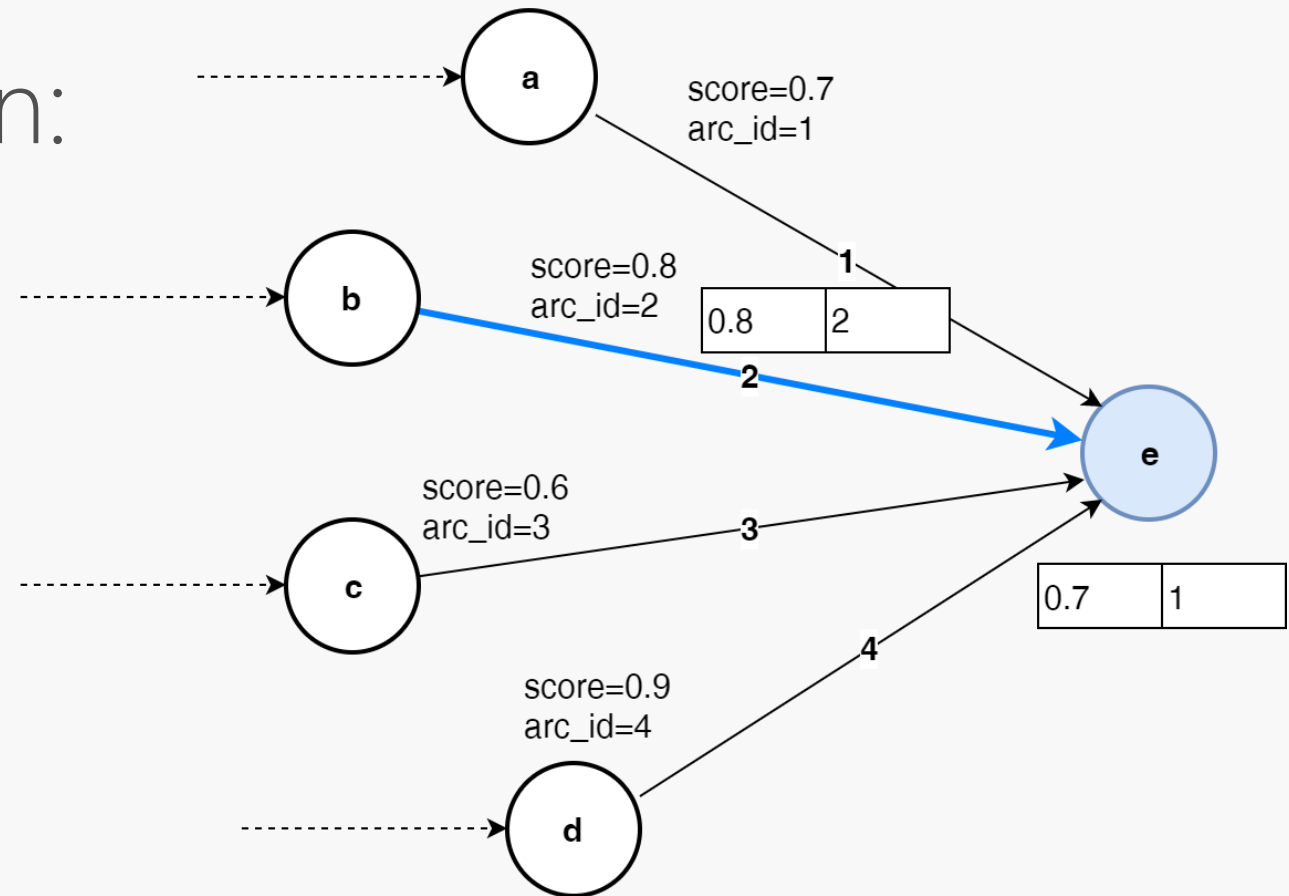 n:
a
score=0.7
arc_id=1
1
b
score=0.8
arc_id=2
0.8 2
2
e
score=0.6
arc_id=3
3
c
0.7 1
4
score=0.9
arc_id=4
d